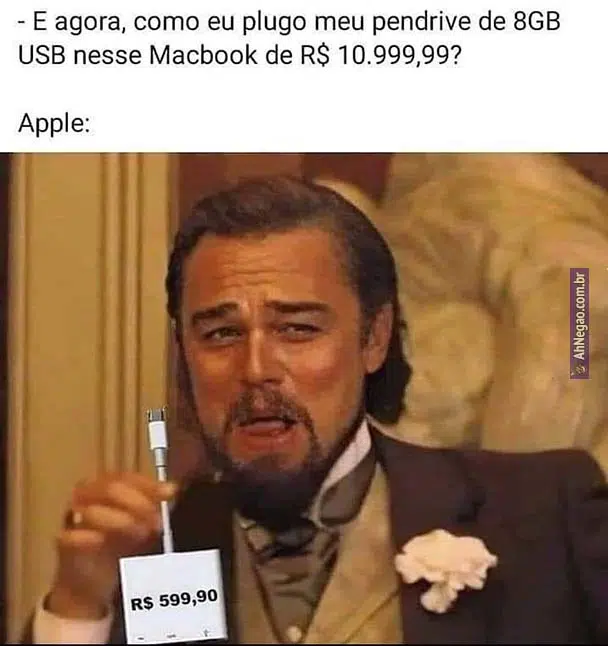 - E agora, como eu plugo meu pendrive de 8GB
USB nesse Macbook de R$ 10.999,99?
Apple:
AhNegao.com.br
R$ 599,90